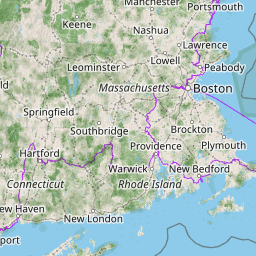 Manchester
Portsmouth
Keene
Nashua
Lawrence
Lowell
Leominster
Peabody
Massachusetts
Boston
Springfield
Southbridge
Brockton
Hartford
Providence
Plymouth
Warwick
New Bedford
Connecticut
Rhode Island
New Haven
New London
port